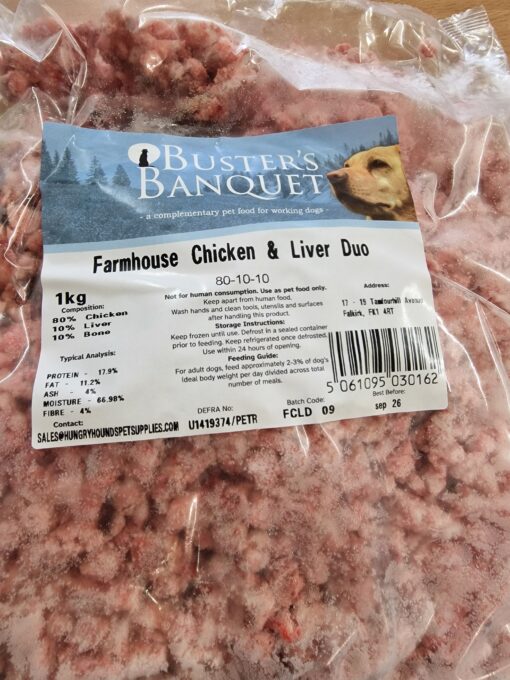 BUSTER'S
BANQUET
- a complementary pet food for working dogs -
Farmhouse Chicken & Liver Duo
80-10-10
1kg
Composition:
80% Chicken
10% Liver
10% Bone
Typical Analysis:
PROTEIN - 17.9%
FAT - 11.2%
ASH - 4%
MOISTURE - 66.98%
FIBRE - 4%
Contact:
SALES@HUNGRYHOUNDSPETSUPPLIES.COM
Not for human consumption. Use as pet food only.
Keep apart from human food.
Wash hands and clean tools, utensils and surfaces
after handling this product.
Storage Instructions:
Keep frozen until use. Defrost in a sealed container
prior to feeding. Keep refrigerated once defrosted.
Use within 24 hours of opening.
Feeding Guide:
For adult dogs, feed approximately 2-3% of dog's
ideal body weight per day divided across total
number of meals.
DEFRA No:
U1419374/PETR
Batch Code:
FCLD 09
Address:
17 - 19 Tamfourhill Avenue
Falkirk, FK1 4RT
5 061095 030162
Best Before:
sep 26